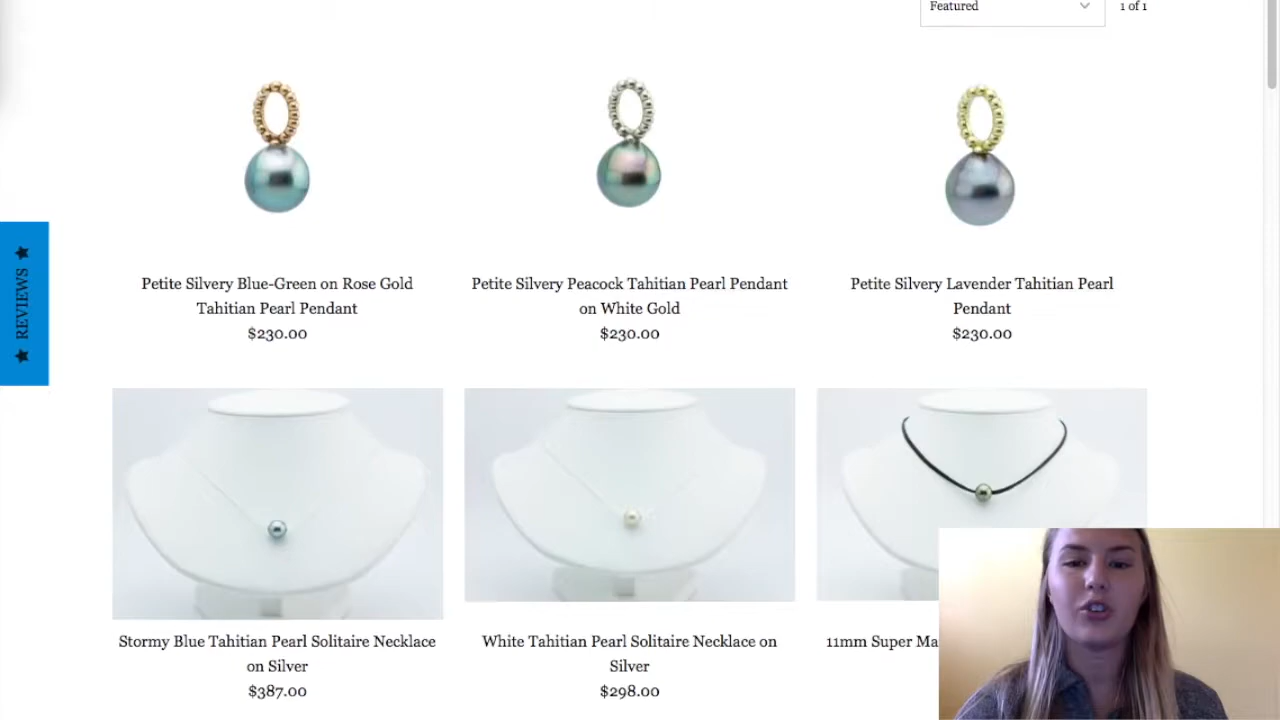 Featured
1 of 1
REVIEWS
Petite Silvery Blue-Green on Rose Gold
Tahitian Pearl Pendant
$230.00
Petite Silvery Peacock Tahitian Pearl Pendant
on White Gold
$230.00
Petite Silvery Lavender Tahitian Pearl
Pendant
$230.00
Stormy Blue Tahitian Pearl Solitaire Necklace
on Silver
$387.00
White Tahitian Pearl Solitaire Necklace on
Silver
$298.00
11mm Super Ma